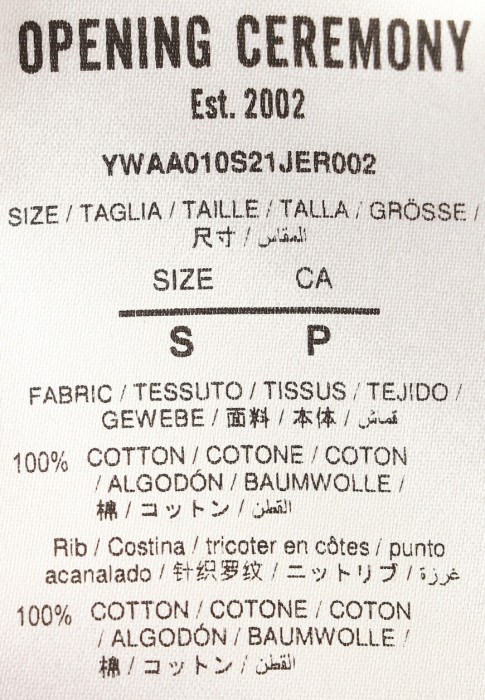 OPENING CEREMONY
Est. 2002
YWAA010S21JER002
SIZE / TAGLIA / TAILLE / TALLA / GRÖSSE /
尺寸 / المقاس
SIZE CA
S P
FABRIC / TESSUTO / TISSUS / TEJIDO /
GEWEBE / 面料 / 本体 / قماش
100% COTTON / COTONE / COTON
/ ALGODÓN / BAUMWOLLE /
棉 / コットン / القطن
Rib / Costina / tricoter en côtes / punto
acanalado / 针织罗纹 / ニットリブ / غرزة
100% COTTON / COTONE / COTON
/ ALGODÓN / BAUMWOLLE /
棉 / コットン / القطن